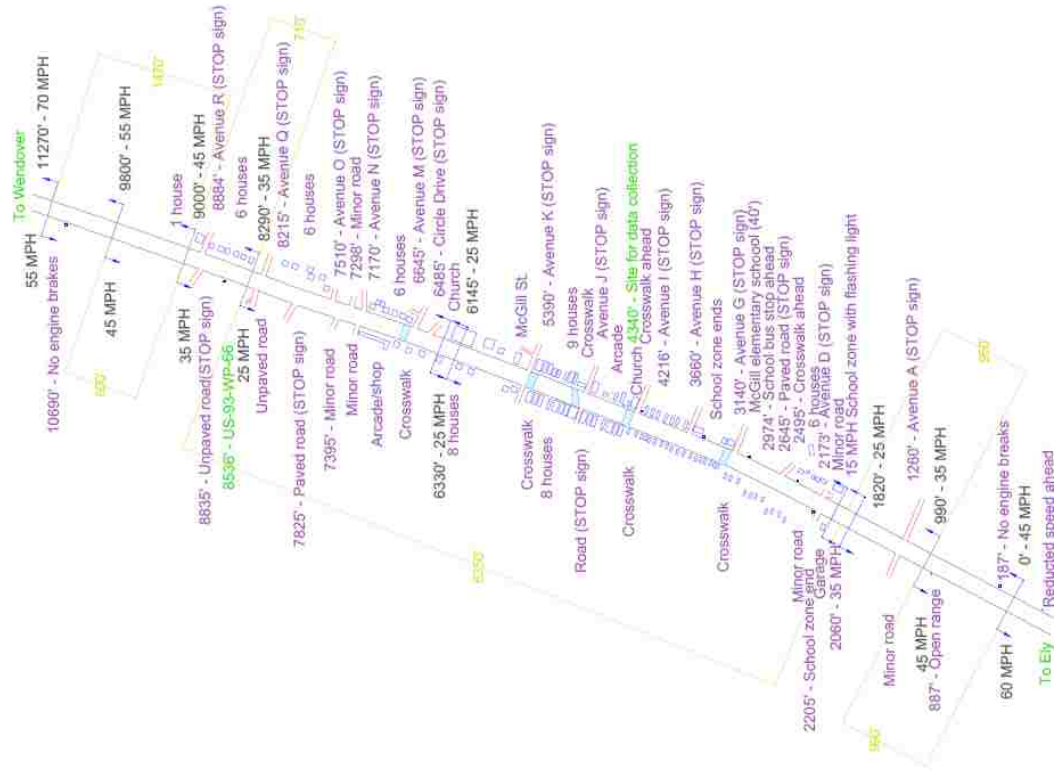 To Wendover
11270' - 70 MPH
55 MPH
10690' - No engine brakes
1470'
9800' - 55 MPH
45 MPH
600'
1 house
9000' - 45 MPH
8884' - Avenue R (STOP sign)
35 MPH
8835' - Unpaved road(STOP sign)
6 houses
710'
8536' - US-93-WP-66
8290' - 35 MPH
25 MPH
8215' - Avenue Q (STOP sign)
Unpaved road
6 houses
7825' - Paved road (STOP sign)
7510' - Avenue O (STOP sign)
7395' - Minor road
7298' - Minor road
Minor road
7170' - Avenue N (STOP sign)
Arcade/shop
6 houses
Crosswalk
6645' - Avenue M (STOP sign)
6485' - Circle Drive (STOP sign)
Church
6145' - 25 MPH
6330' - 25 MPH
8 houses
McGill St.
5390' - Avenue K (STOP sign)
Crosswalk
8 houses
9 houses
Crosswalk
Road (STOP sign)
Avenue J (STOP sign)
Arcade
Church
4340' - Site for data collection
Crosswalk ahead
Crosswalk
4216' - Avenue I (STOP sign)
6350'
3660' - Avenue H (STOP sign)
School zone ends
3140' - Avenue G (STOP sign)
McGill elementary school (40')
Crosswalk
2974' - School bus stop ahead
2645' - Paved road (STOP sign)
2495' - Crosswalk ahead
6 houses
2173' - Avenue D (STOP sign)
Minor road
15 MPH School zone with flashing light
Minor road
Garage
2205' - School zone end
2060' - 35 MPH
1820' - 25 MPH
1260' - Avenue A (STOP sign)
950'
Minor road
990' - 35 MPH
45 MPH
887' - Open range
187' - No engine breaks
0' - 45 MPH
60 MPH
Reducted speed ahead
To Ely